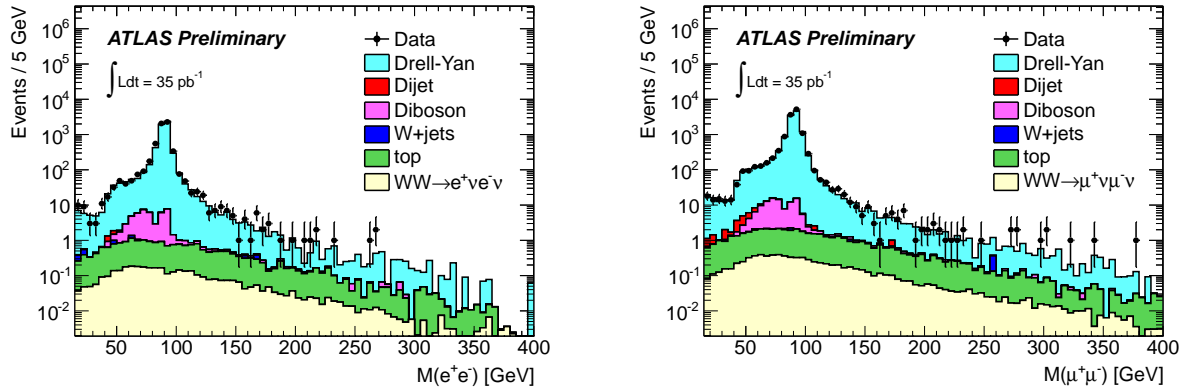 Events / 5 GeV
10⁶
10⁵
10⁴
10³
10²
10
1
10⁻¹
10⁻²
ATLAS Preliminary
∫ Ldt = 35 pb⁻¹
Data
Drell-Yan
Dijet
Diboson
W+jets
top
WW→e⁺νe⁻ν
50 100 150 200 250 300 350 400
M(e⁺e⁻) [GeV]
Events / 5 GeV
10⁶
10⁵
10⁴
10³
10²
10
1
10⁻¹
10⁻²
ATLAS Preliminary
∫ Ldt = 35 pb⁻¹
Data
Drell-Yan
Dijet
Diboson
W+jets
top
WW→μ⁺νμ⁻ν
50 100 150 200 250 300 350 400
M(μ⁺μ⁻) [GeV]